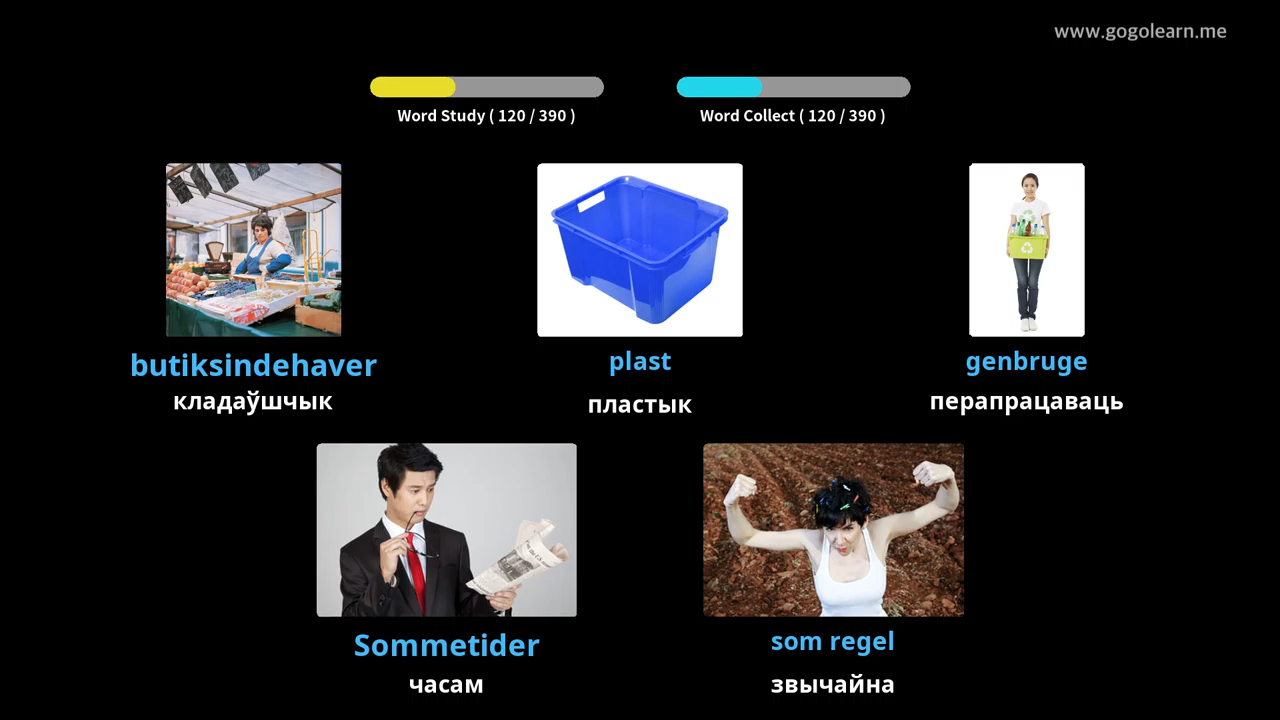 www.gogolearn.me
Word Study ( 120 / 390 )
Word Collect ( 120 / 390 )
butiksindehaver
кладаўшчык
plast
пластык
genbruge
перапрацаваць
Sommetider
часам
som regel
звычайна